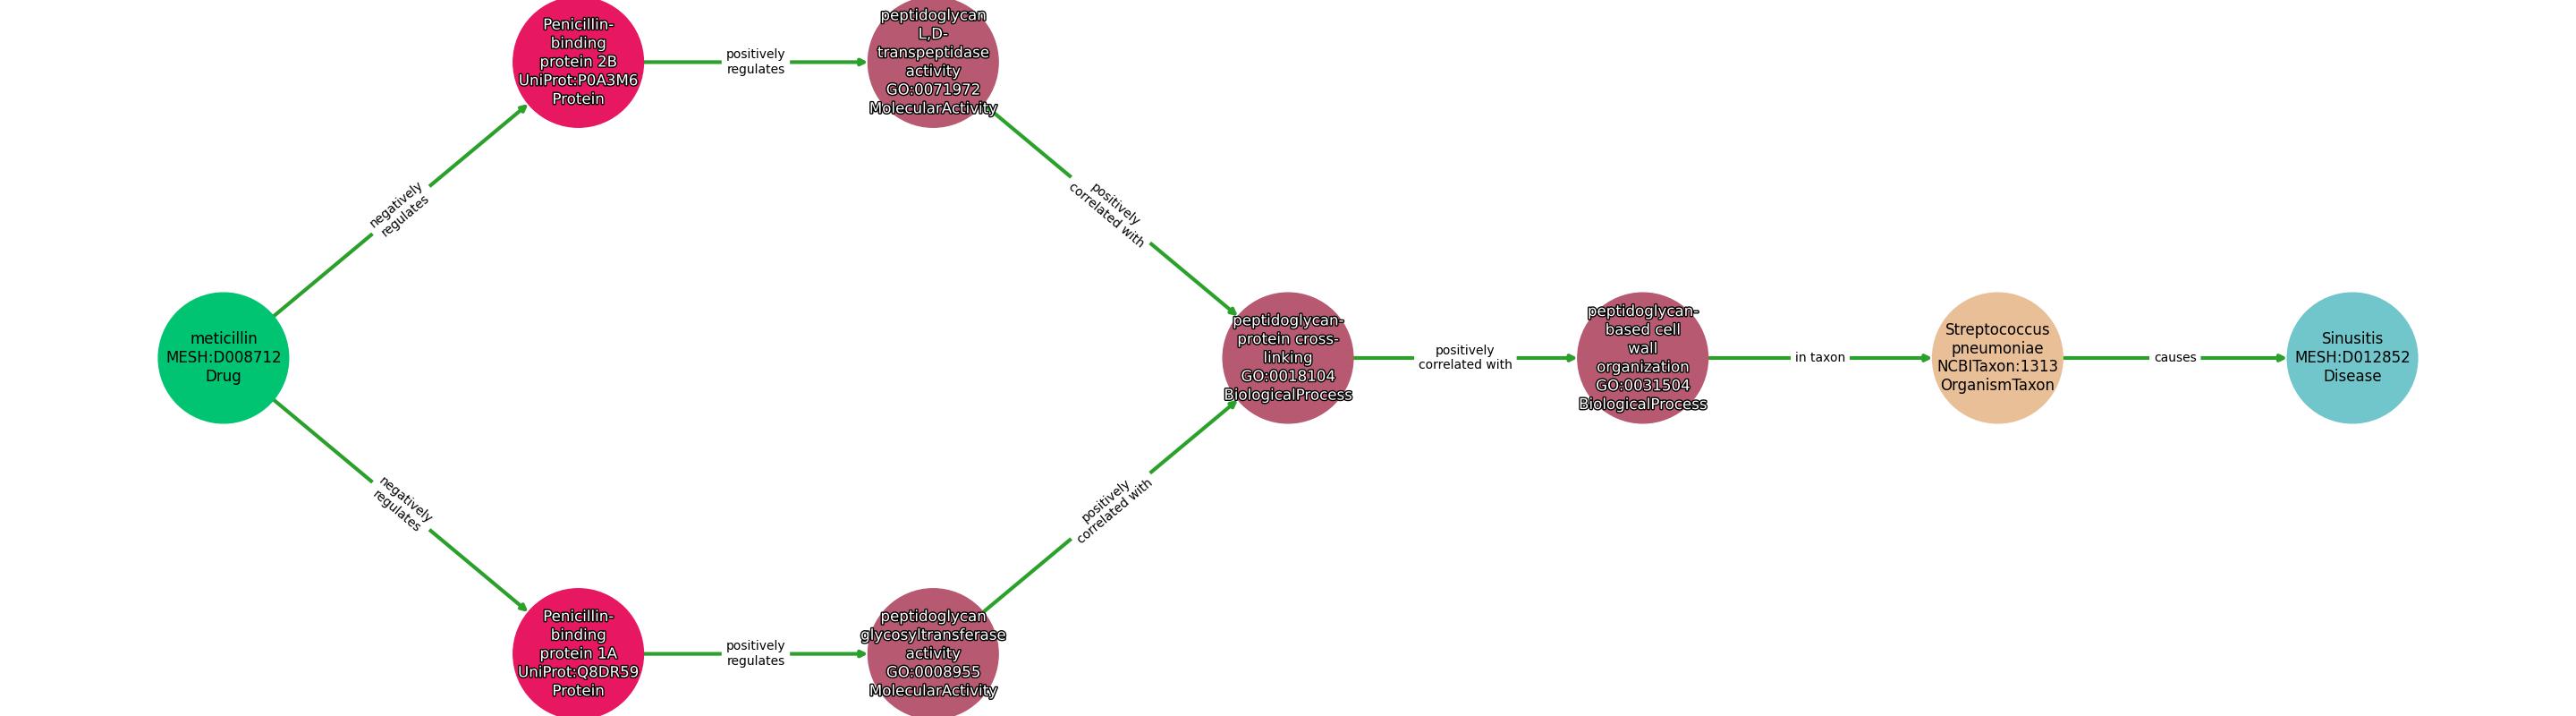 Penicillin-
binding
protein 2B
UniProt:P0A3M6
Protein
positively
regulates
peptidoglycan
L,D-
transpeptidase
activity
GO:0071972
MolecularActivity
negatively
regulates
positively
correlated with
meticillin
MESH:D008712
Drug
peptidoglycan-
protein cross-
linking
GO:0018104
BiologicalProcess
positively
correlated with
peptidoglycan-
based cell
wall
organization
GO:0031504
BiologicalProcess
in taxon
Streptococcus
pneumoniae
NCBITaxon:1313
OrganismTaxon
causes
Sinusitis
MESH:D012852
Disease
negatively
regulates
positively
correlated with
Penicillin-
binding
protein 1A
UniProt:Q8DR59
Protein
positively
regulates
peptidoglycan
glycosyltransferase
activity
GO:0008955
MolecularActivity